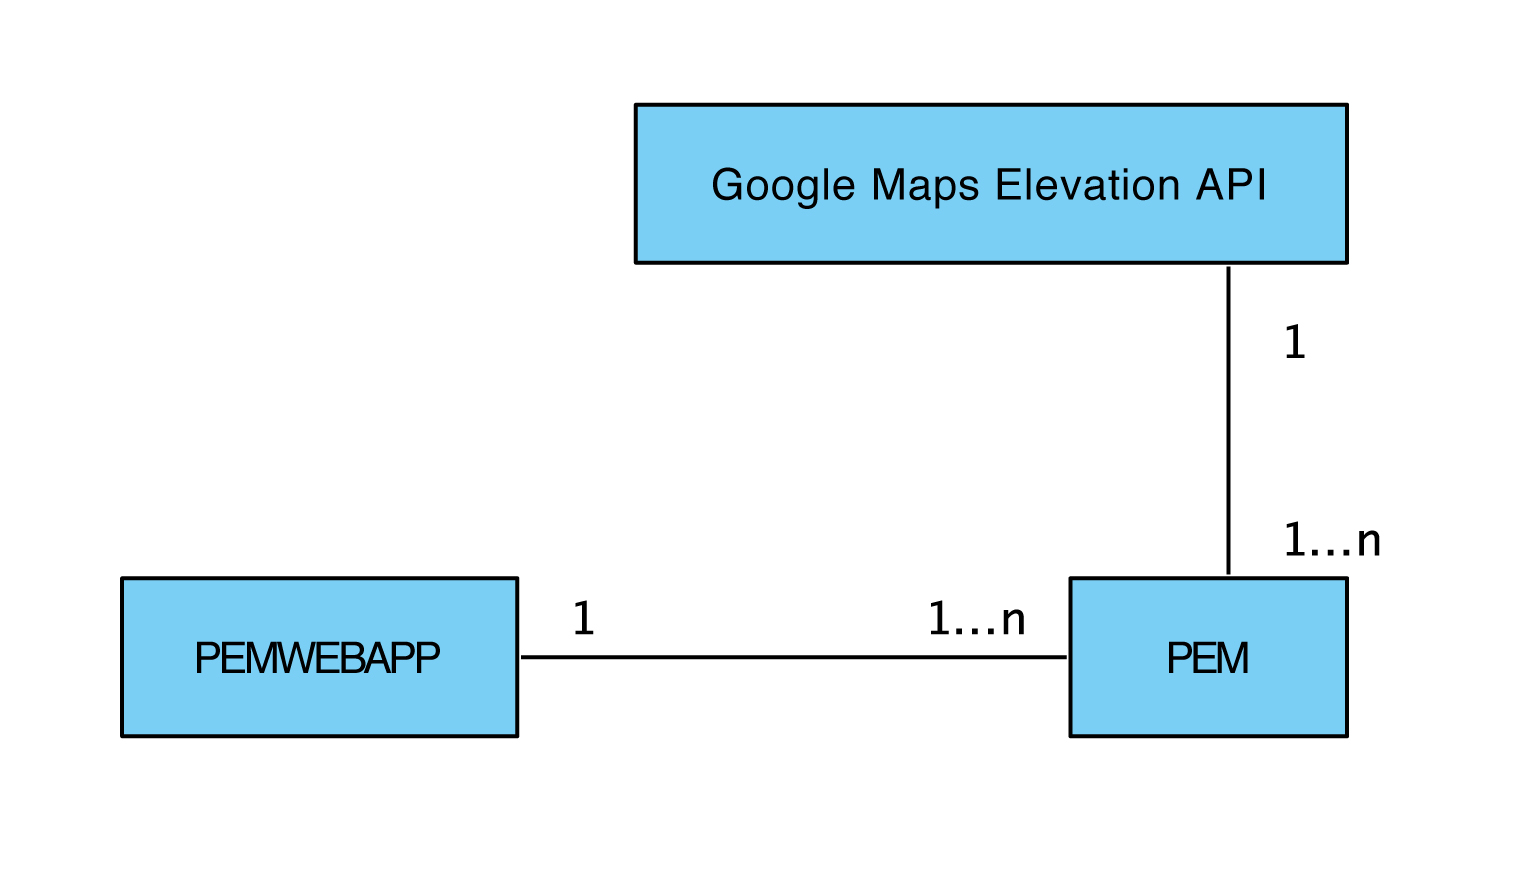 Google Maps Elevation API
1
1...n
1
1...n
PEMWEBAPP
PEM